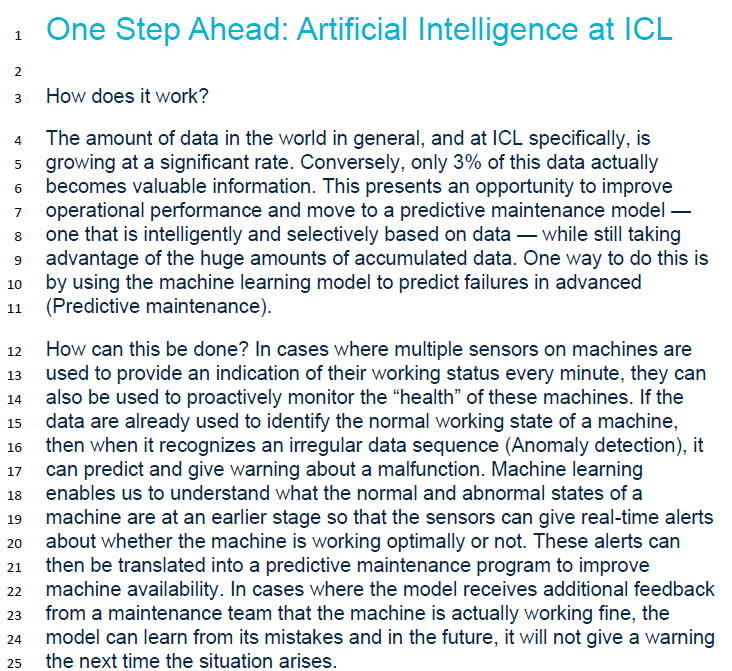 1 One Step Ahead: Artificial Intelligence at ICL
2
3 How does it work?
4 The amount of data in the world in general, and at ICL specifically, is
5 growing at a significant rate. Conversely, only 3% of this data actually
6 becomes valuable information. This presents an opportunity to improve
7 operational performance and move to a predictive maintenance model —
8 one that is intelligently and selectively based on data — while still taking
9 advantage of the huge amounts of accumulated data. One way to do this is
10 by using the machine learning model to predict failures in advanced
11 (Predictive maintenance).
12 How can this be done? In cases where multiple sensors on machines are
13 used to provide an indication of their working status every minute, they can
14 also be used to proactively monitor the “health” of these machines. If the
15 data are already used to identify the normal working state of a machine,
16 then when it recognizes an irregular data sequence (Anomaly detection), it
17 can predict and give warning about a malfunction. Machine learning
18 enables us to understand what the normal and abnormal states of a
19 machine are at an earlier stage so that the sensors can give real-time alerts
20 about whether the machine is working optimally or not. These alerts can
21 then be translated into a predictive maintenance program to improve
22 machine availability. In cases where the model receives additional feedback
23 from a maintenance team that the machine is actually working fine, the
24 model can learn from its mistakes and in the future, it will not give a warning
25 the next time the situation arises.